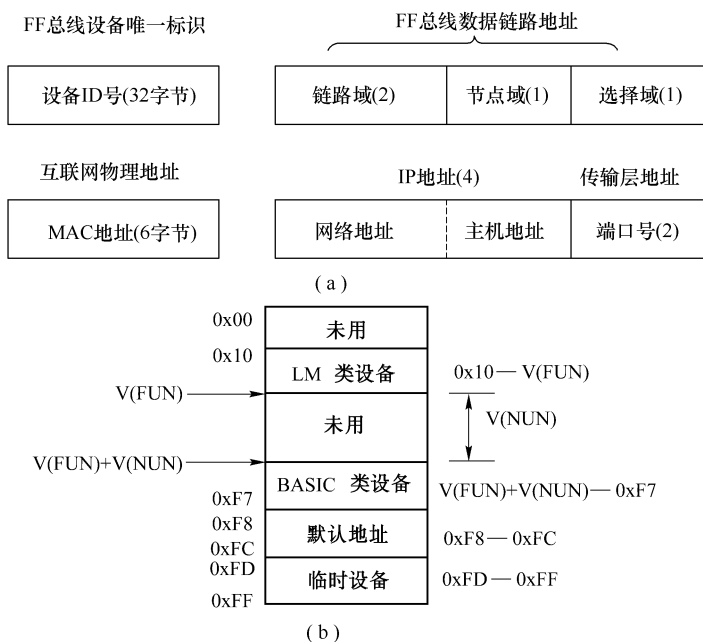 FF总线设备唯一标识 FF总线数据链路地址
设备ID号(32字节) 链路域(2) 节点域(1) 选择域(1)
互联网物理地址 IP地址(4) 传输层地址
MAC地址(6字节) 网络地址 主机地址 端口号(2)
(a)
0x00
未用
0x10
LM 类设备 0x10—V(FUN)
V(FUN)
未用 V(NUN)
V(FUN)+V(NUN)
BASIC 类设备 V(FUN)+V(NUN)—0xF7
0xF7
0xF8
默认地址 0xF8—0xFC
0xFC
0xFD
临时设备 0xFD—0xFF
0xFF
(b)